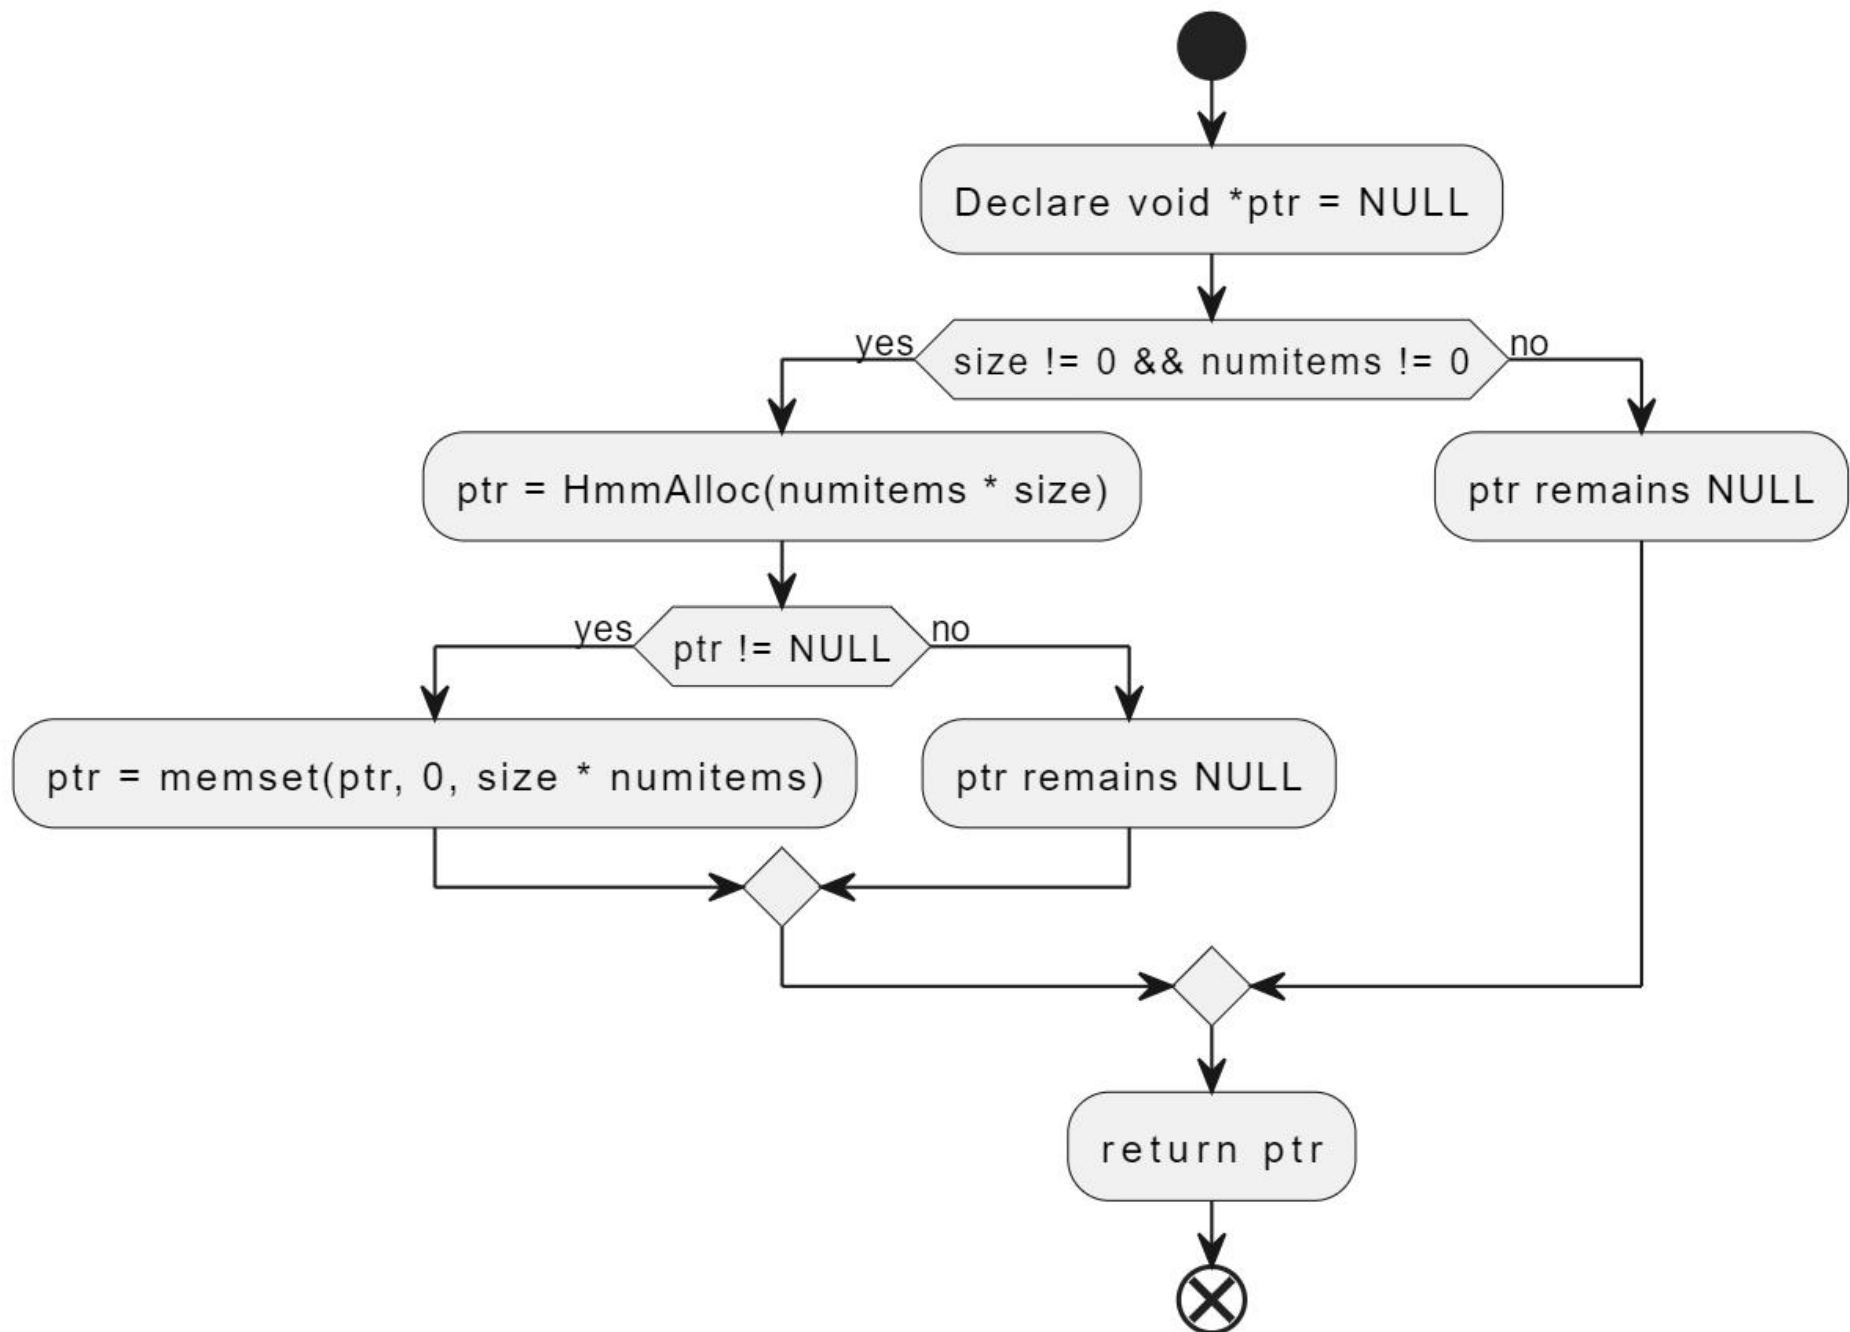 Declare void *ptr = NULL
yes
size != 0 && numitems != 0
no
ptr = HmmAlloc(numitems * size)
ptr remains NULL
yes
ptr != NULL
no
ptr = memset(ptr, 0, size * numitems)
ptr remains NULL
return ptr